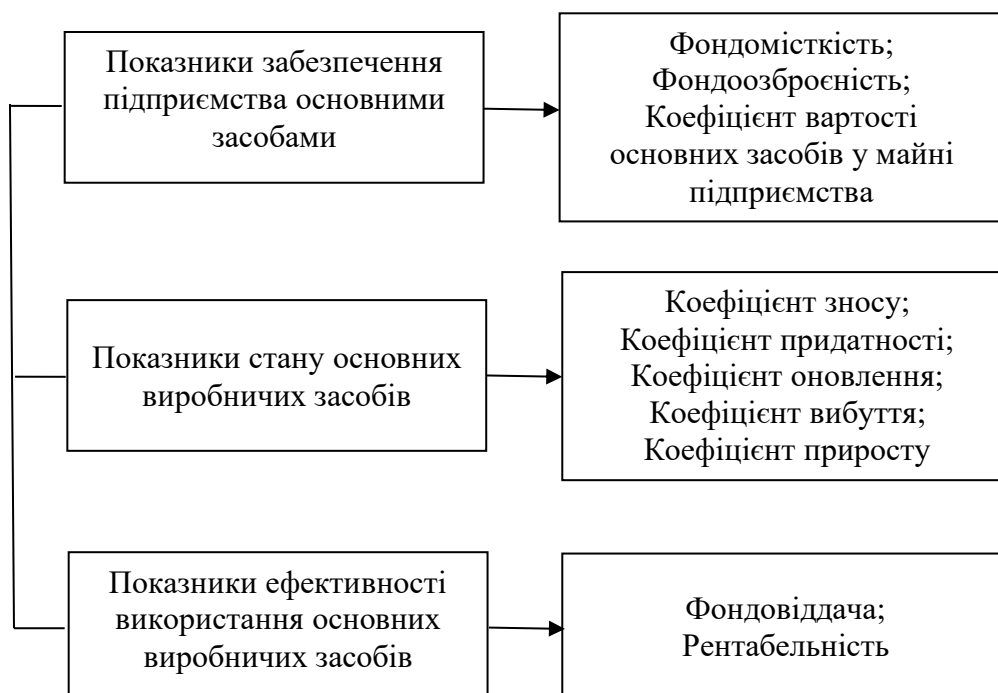 Показники забезпечення
підприємства основними
засобами
Фондомісткість;
Фондоозброєність;
Коефіцієнт вартості
основних засобів у майні
підприємства
Показники стану основних
виробничих засобів
Коефіцієнт зносу;
Коефіцієнт придатності;
Коефіцієнт оновлення;
Коефіцієнт вибуття;
Коефіцієнт приросту
Показники ефективності
використання основних
виробничих засобів
Фондовіддача;
Рентабельність